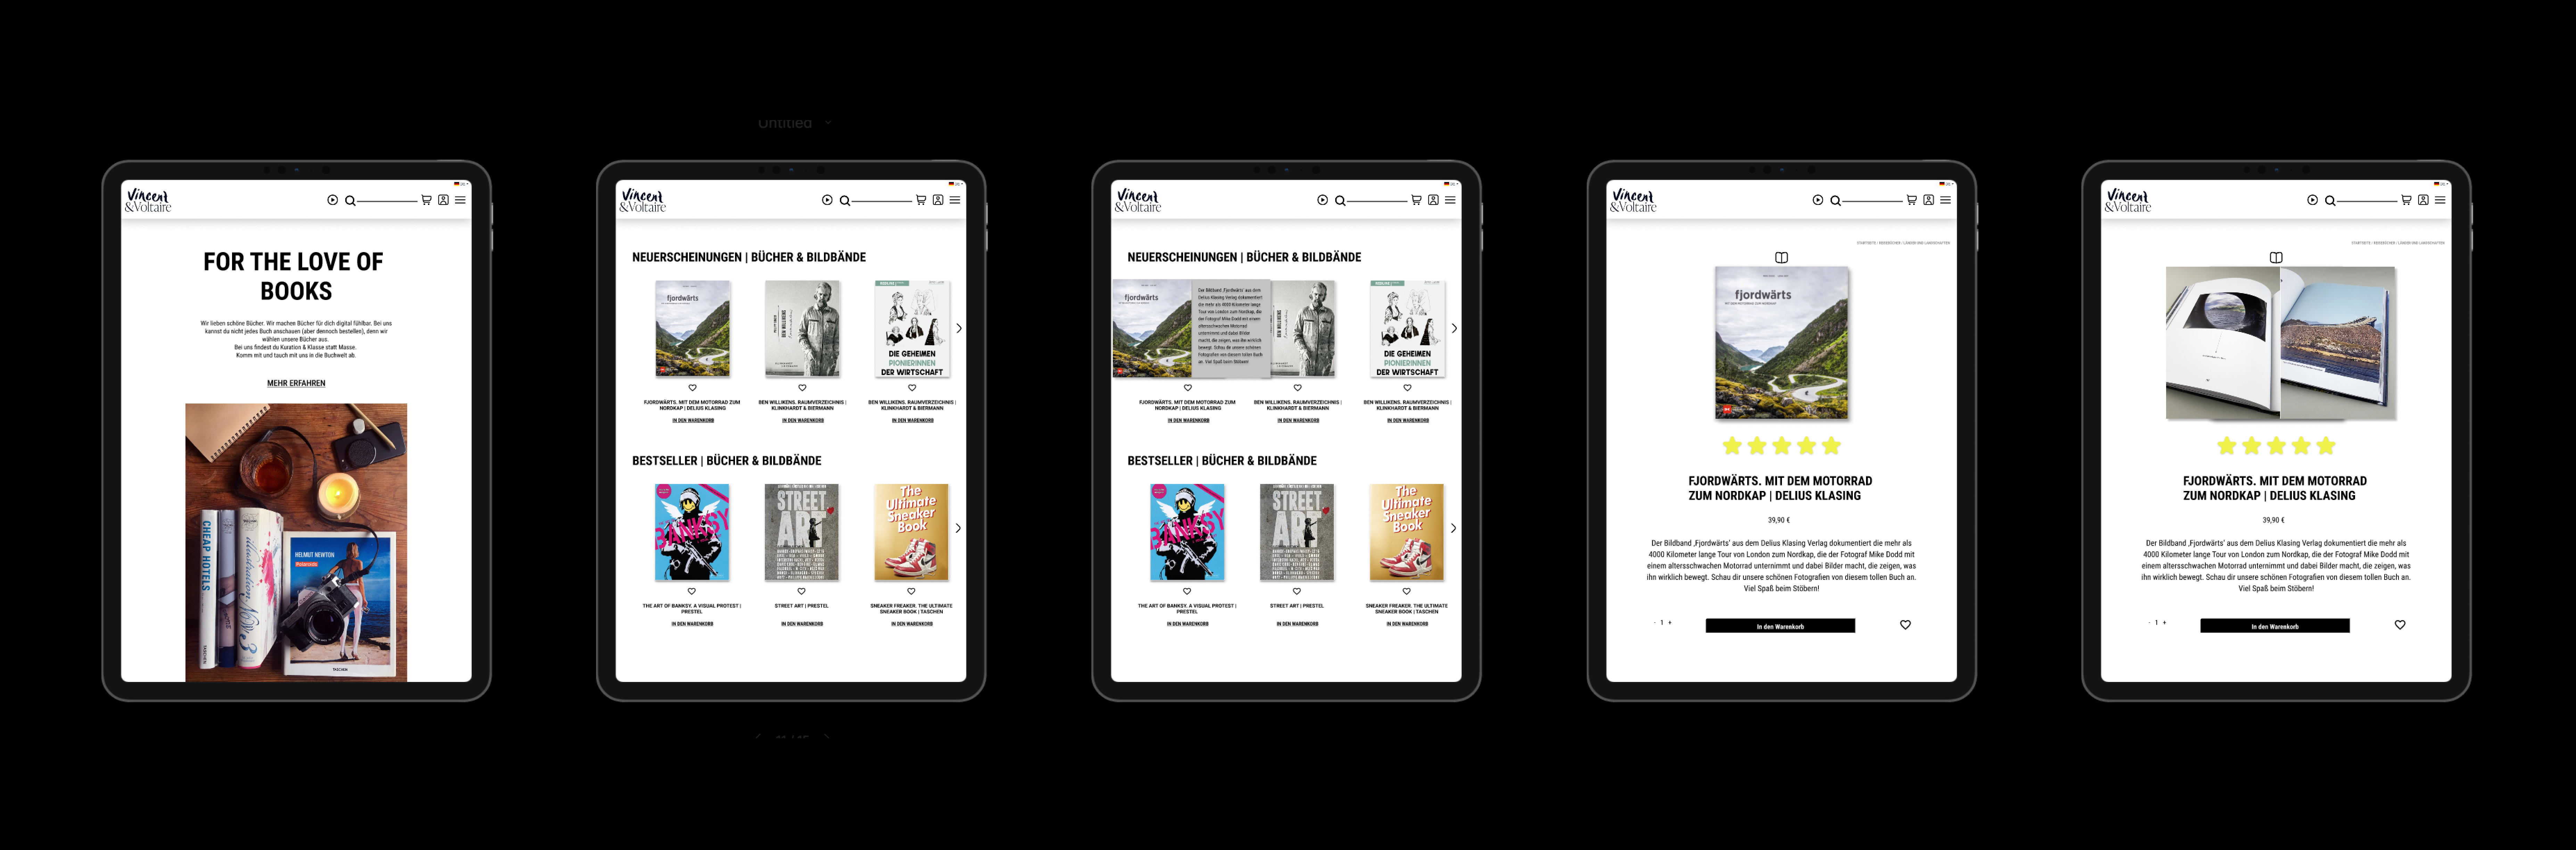 Untitled
Vincent
&Voltaire
FOR THE LOVE OF
BOOKS
Wir lieben schöne Bücher. Wir machen Bücher für dich digital fühlbar. Bei uns
kannst du nicht jedes Buch anschauen (aber dennoch bestellen), denn wir
wählen unsere Bücher aus.
Bei uns findest du Kuration & Klasse statt Masse.
Komm mit und tauch mit uns in die Buchwelt ab.
MEHR ERFAHREN
CHEAP HOTELS
HELMUT NEWTON
Polaroids
TASCHEN
TASCHEN
Vincent
&Voltaire
NEUERSCHEINUNGEN | BÜCHER & BILDBÄNDE
fjordwärts
BEN WILLIKENS
DIE GEHEIMEN
PIONIERINNEN
DER WIRTSCHAFT
FJORDWÄRTS. MIT DEM MOTORRAD ZUM
NORDKAP | DELIUS KLASING
IN DEN WARENKORB
BEN WILLIKENS. RAUMVERZEICHNIS |
KLINKHARDT & BIERMANN
IN DEN WARENKORB
BEN WILLIKENS. RAUMVERZEICHNIS |
KLINKHARDT & BIERMANN
IN DEN WARENKORB
BESTSELLER | BÜCHER & BILDBÄNDE
BANKSY
STREET
ART
The
Ultimate
Sneaker
Book
THE ART OF BANKSY. A VISUAL PROTEST |
PRESTEL
IN DEN WARENKORB
STREET ART | PRESTEL
IN DEN WARENKORB
SNEAKER FREAKER. THE ULTIMATE
SNEAKER BOOK | TASCHEN
IN DEN WARENKORB
Vincent
&Voltaire
NEUERSCHEINUNGEN | BÜCHER & BILDBÄNDE
fjordwärts
Der Bildband ‚Fjordwärts' aus dem
Delius Klasing Verlag dokumentiert
die mehr als 4000 Kilometer lange
Tour von London zum Nordkap, die
der Fotograf Mike Dodd mit einem
altersschwachen Motorrad
unternimmt und dabei Bilder
macht, die zeigen, was ihn wirklich
bewegt. Schau dir unsere schönen
Fotografien von diesem tollen Buch
an. Viel Spaß beim Stöbern!
BEN WILLIKENS
DIE GEHEIMEN
PIONIERINNEN
DER WIRTSCHAFT
FJORDWÄRTS. MIT DEM MOTORRAD ZUM
NORDKAP | DELIUS KLASING
IN DEN WARENKORB
BEN WILLIKENS. RAUMVERZEICHNIS |
KLINKHARDT & BIERMANN
IN DEN WARENKORB
BEN WILLIKENS. RAUMVERZEICHNIS |
KLINKHARDT & BIERMANN
IN DEN WARENKORB
BESTSELLER | BÜCHER & BILDBÄNDE
BANKSY
STREET
ART
The
Ultimate
Sneaker
Book
THE ART OF BANKSY. A VISUAL PROTEST |
PRESTEL
IN DEN WARENKORB
STREET ART | PRESTEL
IN DEN WARENKORB
SNEAKER FREAKER. THE ULTIMATE
SNEAKER BOOK | TASCHEN
IN DEN WARENKORB
Vincent
&Voltaire
STARTSEITE / REISEBÜCHER / LÄNDER UND LANDSCHAFTEN
fjordwärts
FJORDWÄRTS. MIT DEM MOTORRAD
ZUM NORDKAP | DELIUS KLASING
39,90 €
Der Bildband ‚Fjordwärts' aus dem Delius Klasing Verlag dokumentiert die mehr als
4000 Kilometer lange Tour von London zum Nordkap, die der Fotograf Mike Dodd mit
einem altersschwachen Motorrad unternimmt und dabei Bilder macht, die zeigen, was
ihn wirklich bewegt. Schau dir unsere schönen Fotografien von diesem tollen Buch an.
Viel Spaß beim Stöbern!
- 1 +
In den Warenkorb
Vincent
&Voltaire
STARTSEITE / REISEBÜCHER / LÄNDER UND LANDSCHAFTEN
FJORDWÄRTS. MIT DEM MOTORRAD
ZUM NORDKAP | DELIUS KLASING
39,90 €
Der Bildband ‚Fjordwärts' aus dem Delius Klasing Verlag dokumentiert die mehr als
4000 Kilometer lange Tour von London zum Nordkap, die der Fotograf Mike Dodd mit
einem altersschwachen Motorrad unternimmt und dabei Bilder macht, die zeigen, was
ihn wirklich bewegt. Schau dir unsere schönen Fotografien von diesem tollen Buch an.
Viel Spaß beim Stöbern!
- 1 +
In den Warenkorb